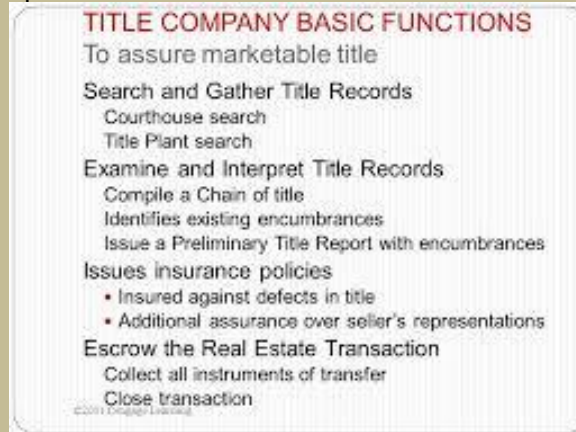 TITLE COMPANY BASIC FUNCTIONS
To assure marketable title
Search and Gather Title Records
Courthouse search
Title Plant search
Examine and Interpret Title Records
Compile a Chain of title
Identifies existing encumbrances
Issue a Preliminary Title Report with encumbrances
Issues insurance policies
• Insured against defects in title
• Additional assurance over seller's representations
Escrow the Real Estate Transaction
Collect all instruments of transfer
Close transaction
Learning